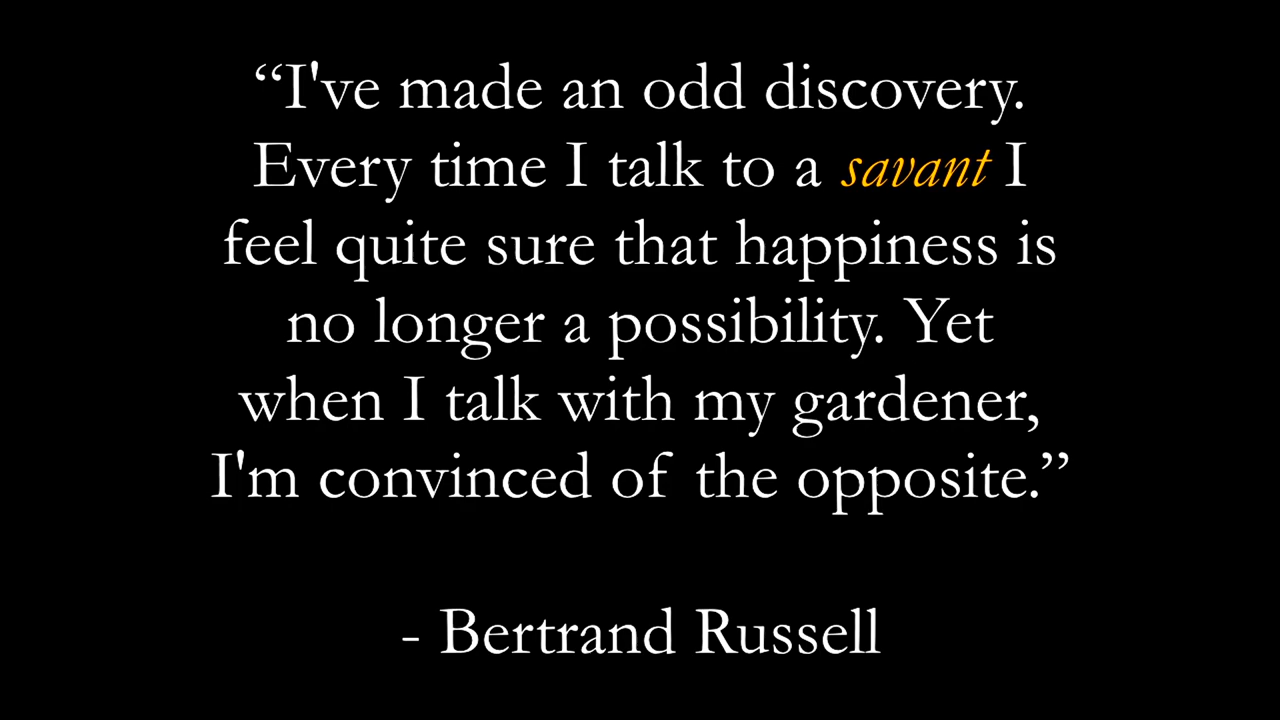 “I've made an odd discovery.
Every time I talk to a savant I
feel quite sure that happiness is
no longer a possibility. Yet
when I talk with my gardener,
I'm convinced of the opposite.”
- Bertrand Russell